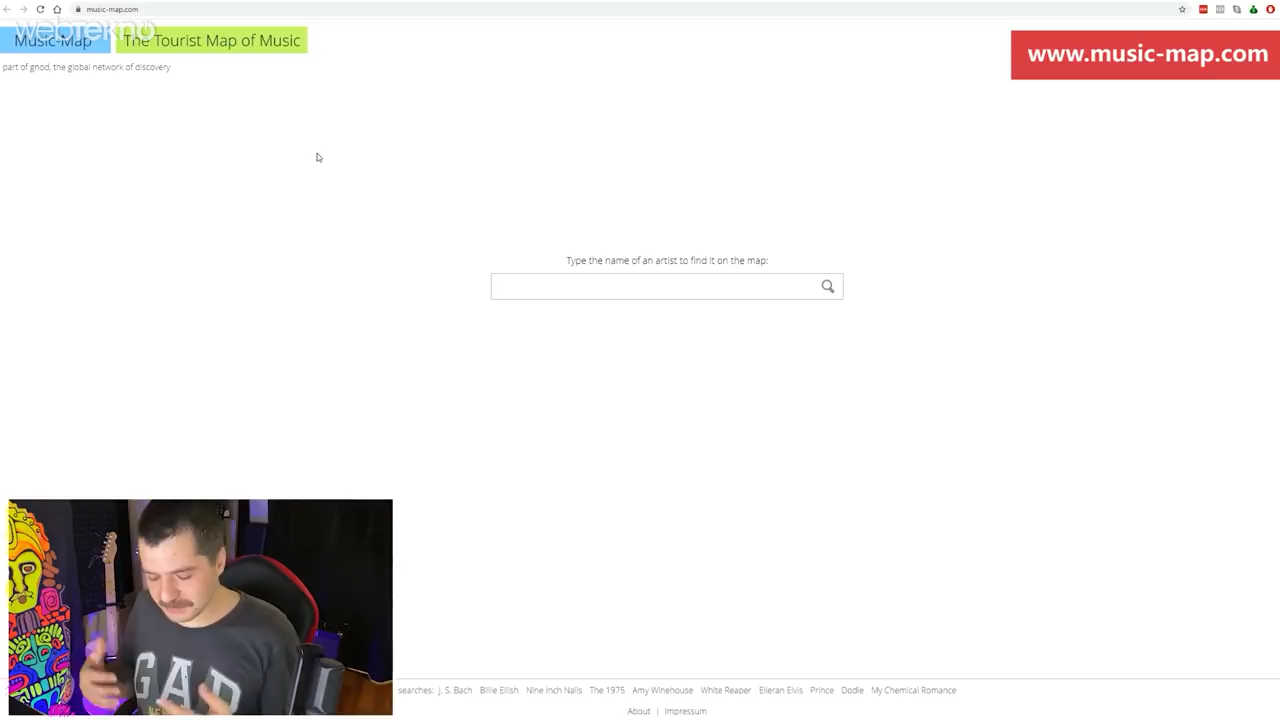 music-map.com
webtekno
Music-Map The Tourist Map of Music
www.music-map.com
part of gnod, the global network of discovery
Type the name of an artist to find it on the map:
GAP
searches: J. S. Bach Billie Eilish Nine Inch Nails The 1975 Amy Winehouse White Reaper Elleran Elvis Prince Dodie My Chemical Romance
About | Impressum